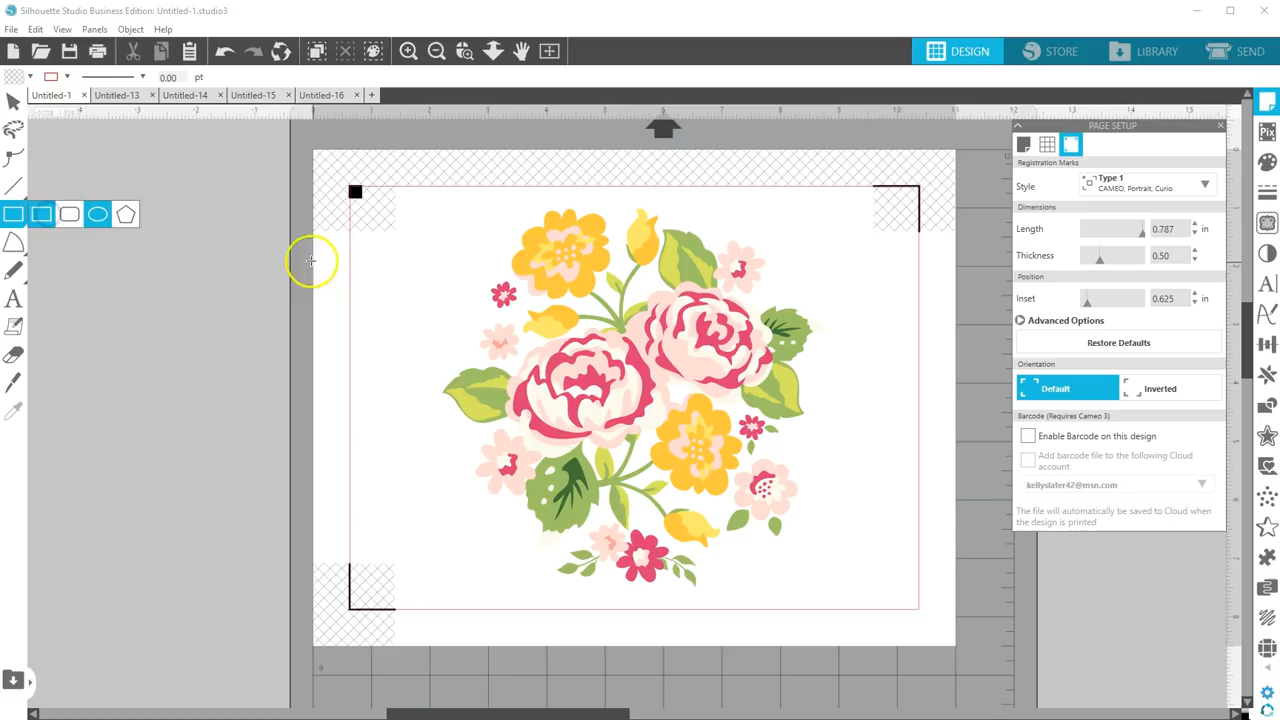 Silhouette Studio Business Edition: Untitled-1.studio3
File Edit View Panels Object Help
DESIGN STORE LIBRARY SEND
0.00 pt
Untitled-1 × Untitled-13 × Untitled-14 × Untitled-15 × Untitled-16 × +
PAGE SETUP
Registration Marks
Style
Type 1
CAMEO, Portrait, Curio
Dimensions
Length 0.787 in
Thickness 0.50 in
Position
Inset 0.625 in
Advanced Options
Restore Defaults
Orientation
Default Inverted
Barcode (Requires Cameo 3)
Enable Barcode on this design
Add barcode file to the following Cloud
account
kellyslater42@msn.com
The file will automatically be saved to Cloud when
the design is printed